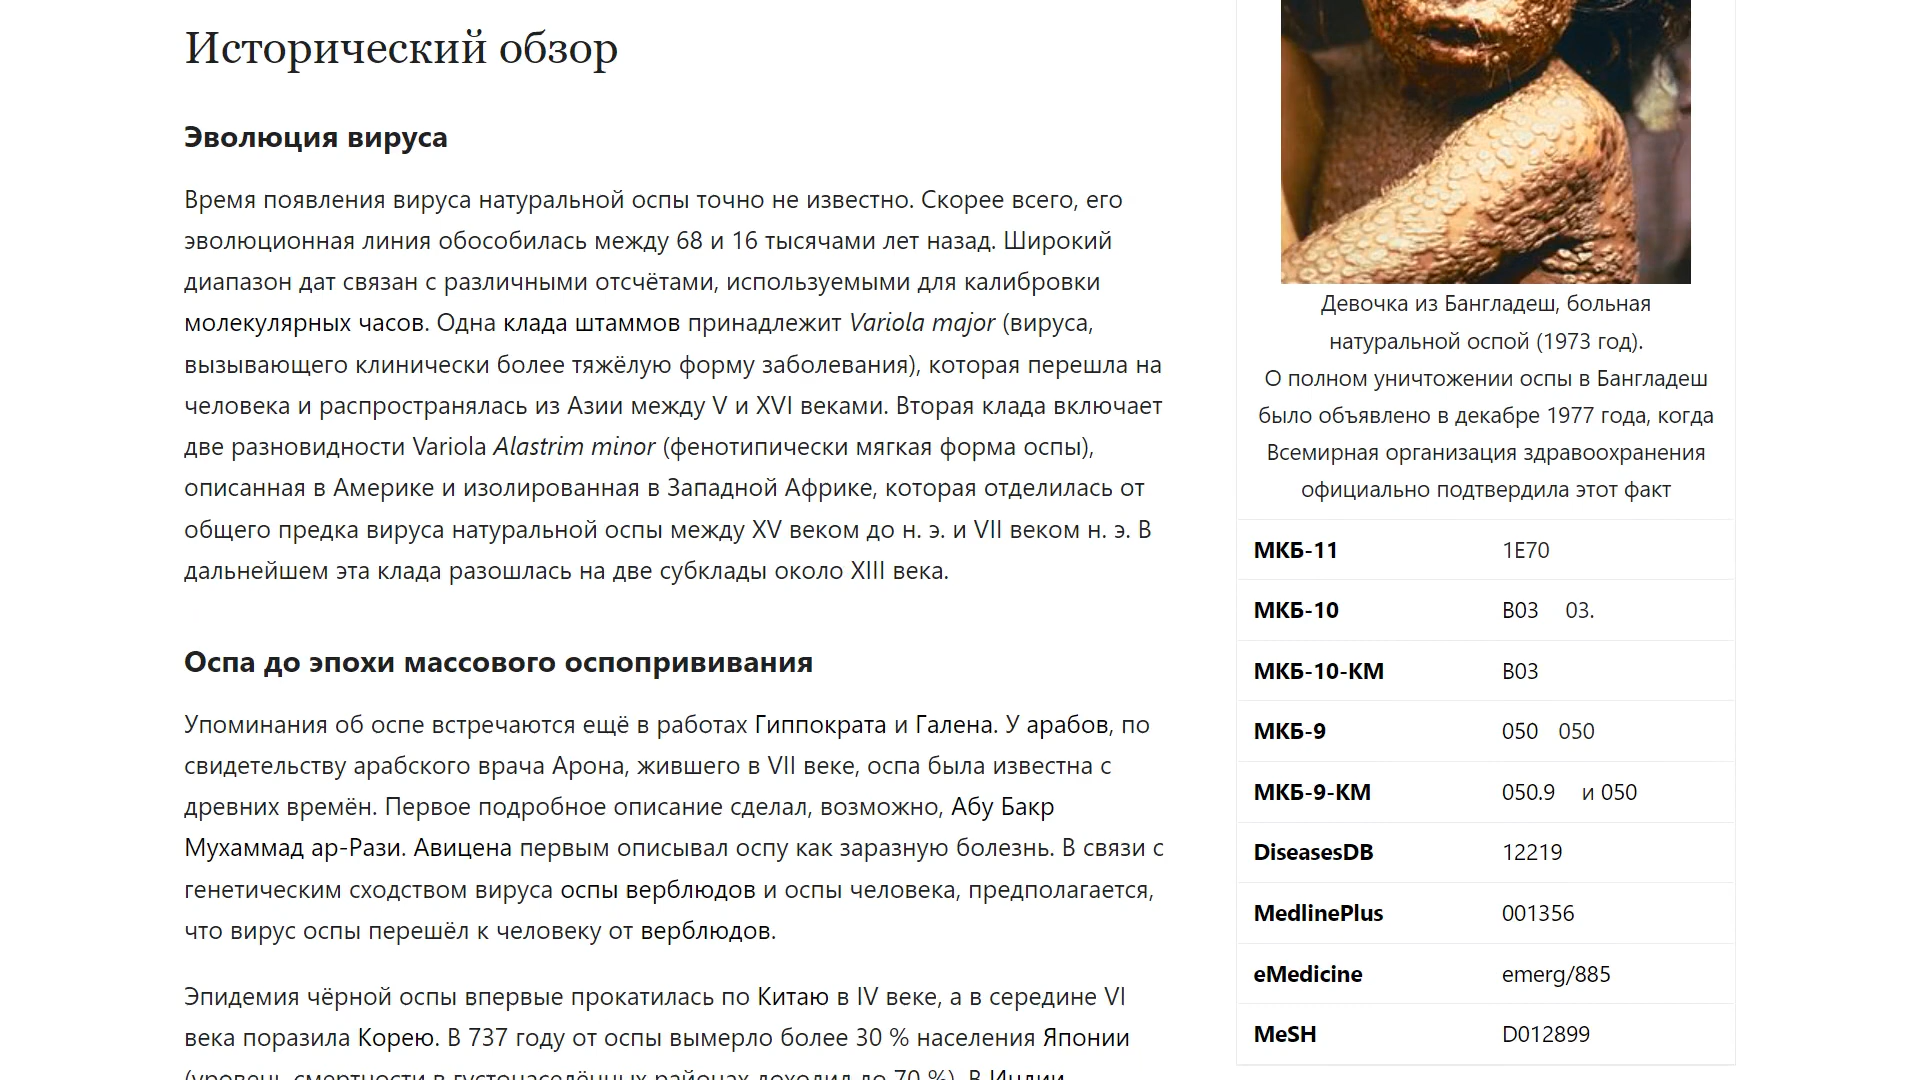 Исторический обзор
Эволюция вируса
Время появления вируса натуральной оспы точно не известно. Скорее всего, его
эволюционная линия обособилась между 68 и 16 тысячами лет назад. Широкий
диапазон дат связан с различными отсчётами, используемыми для калибровки
молекулярных часов. Одна клада штаммов принадлежит Variola major (вируса,
вызывающего клинически более тяжёлую форму заболевания), которая перешла на
человека и распространялась из Азии между V и XVI веками. Вторая клада включает
две разновидности Variola Alastrim minor (фенотипически мягкая форма оспы),
описанная в Америке и изолированная в Западной Африке, которая отделилась от
общего предка вируса натуральной оспы между XV веком до н. э. и VII веком н. э. В
дальнейшем эта клада разошлась на две субклады около XIII века.
Оспа до эпохи массового оспопрививания
Упоминания об оспе встречаются ещё в работах Гиппократа и Галена. У арабов, по
свидетельству арабского врача Арона, жившего в VII веке, оспа была известна с
древних времён. Первое подробное описание сделал, возможно, Абу Бакр
Мухаммад ар-Рази. Авицена первым описывал оспу как заразную болезнь. В связи с
генетическим сходством вируса оспы верблюдов и оспы человека, предполагается,
что вирус оспы перешёл к человеку от верблюдов.
Эпидемия чёрной оспы впервые прокатилась по Китаю в IV веке, а в середине VI
века поразила Корею. В 737 году от оспы вымерло более 30 % населения Японии
(уровень смертности в густонаселённых районах доходил до 70 %). В Индии
Девочка из Бангладеш, больная
натуральной оспой (1973 год).
О полном уничтожении оспы в Бангладеш
было объявлено в декабре 1977 года, когда
Всемирная организация здравоохранения
официально подтвердила этот факт
МКБ-11 1E70
МКБ-10 B03 03.
МКБ-10-КМ B03
МКБ-9 050 050
МКБ-9-КМ 050.9 и 050
DiseasesDB 12219
MedlinePlus 001356
eMedicine emerg/885
MeSH D012899